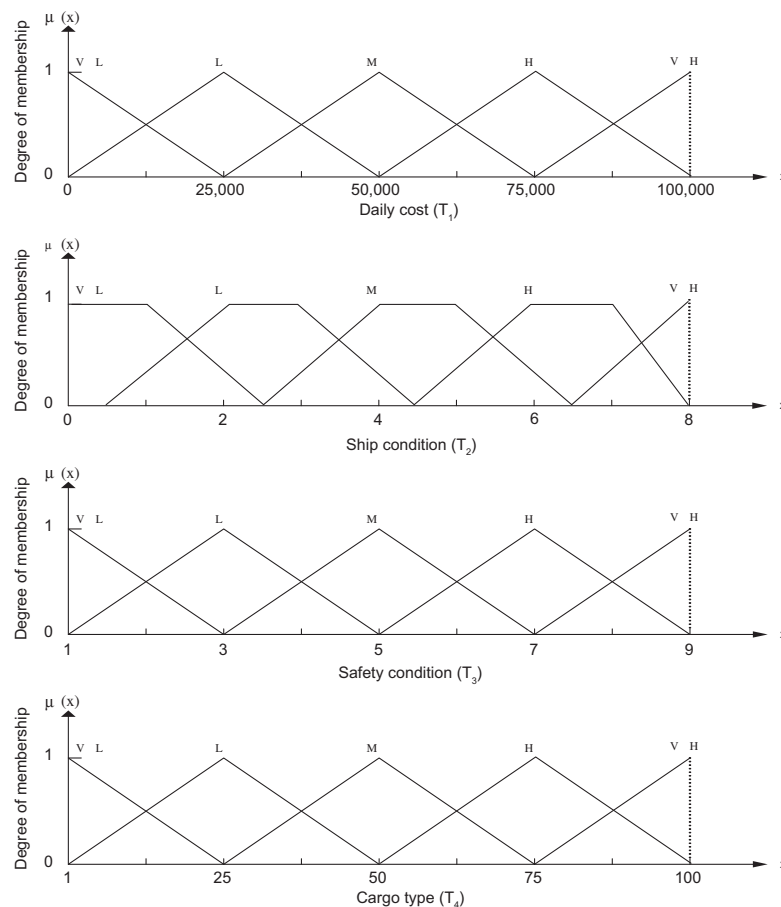 μ (x)
V L L M H V H
Degree of membership
1
0
0 25,000 50,000 75,000 100,000
Daily cost (T₁)
μ (x)
V L L M H V H
Degree of membership
1
0
0 2 4 6 8
Ship condition (T₂)
μ (x)
V L L M H V H
Degree of membership
1
0
1 3 5 7 9
Safety condition (T₃)
μ (x)
V L L M H V H
Degree of membership
1
0
1 25 50 75 100
Cargo type (T₄)